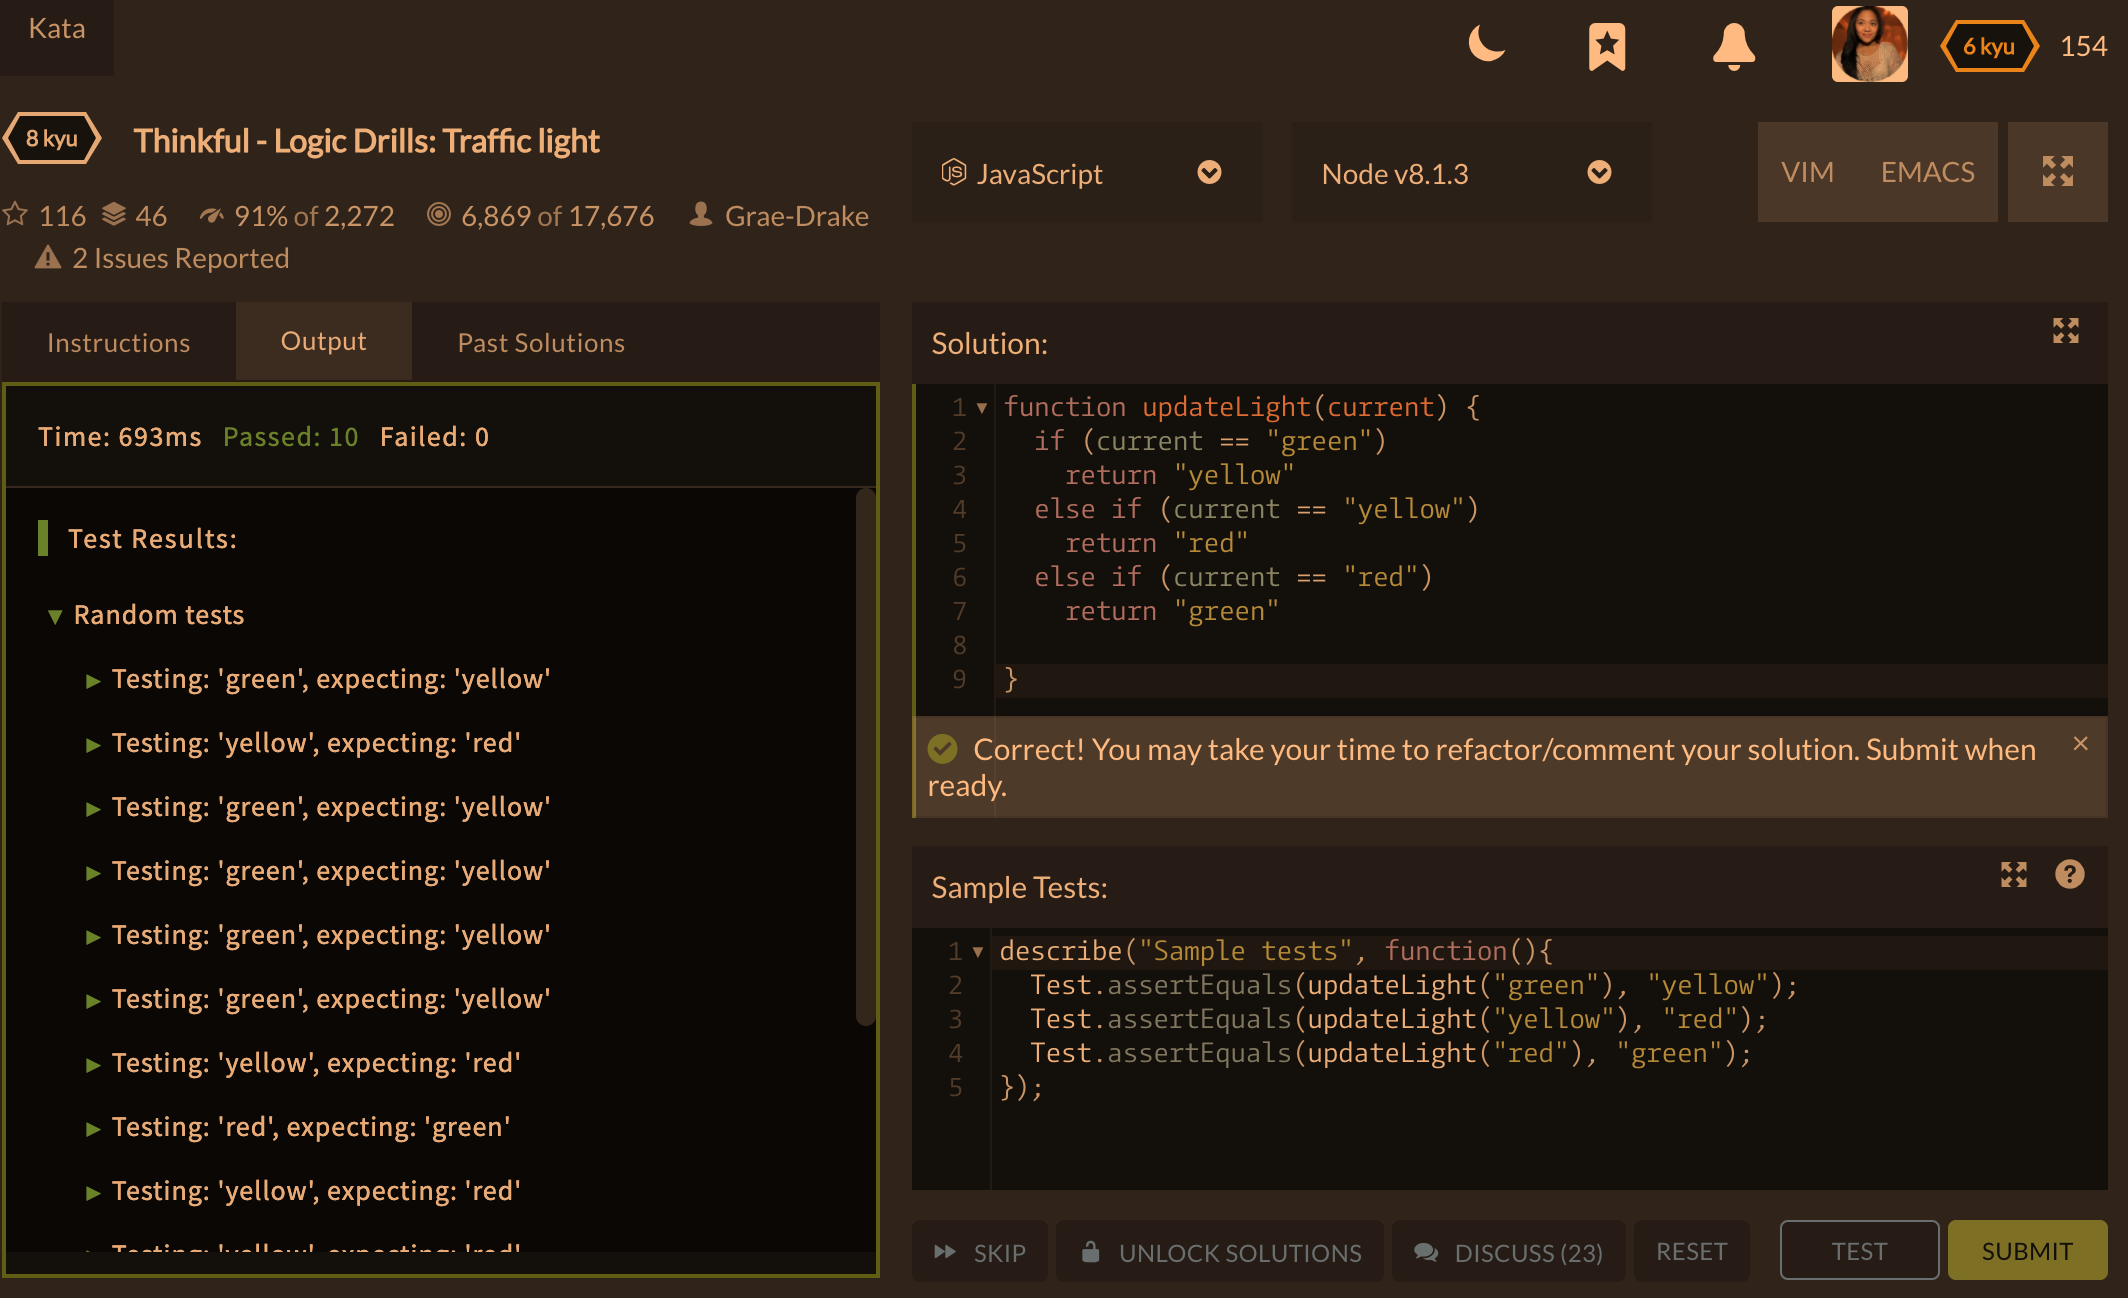 Kata
6 kyu 154
8 kyu Thinkful - Logic Drills: Traffic light
116 46 91% of 2,272 6,869 of 17,676 Grae-Drake
2 Issues Reported
JavaScript
Node v8.1.3
VIM EMACS
Instructions Output Past Solutions
Time: 693ms Passed: 10 Failed: 0
Test Results:
Random tests
Testing: 'green', expecting: 'yellow'
Testing: 'yellow', expecting: 'red'
Testing: 'green', expecting: 'yellow'
Testing: 'green', expecting: 'yellow'
Testing: 'green', expecting: 'yellow'
Testing: 'green', expecting: 'yellow'
Testing: 'yellow', expecting: 'red'
Testing: 'red', expecting: 'green'
Testing: 'yellow', expecting: 'red'
Testing: 'yellow', expecting: 'red'
Solution:
1 function updateLight(current) {
2   if (current == "green")
3     return "yellow"
4   else if (current == "yellow")
5     return "red"
6   else if (current == "red")
7     return "green"
8
9 }
Correct! You may take your time to refactor/comment your solution. Submit when
ready.
Sample Tests:
1 describe("Sample tests", function(){
2   Test.assertEquals(updateLight("green"), "yellow");
3   Test.assertEquals(updateLight("yellow"), "red");
4   Test.assertEquals(updateLight("red"), "green");
5 });
SKIP UNLOCK SOLUTIONS DISCUSS (23) RESET TEST SUBMIT